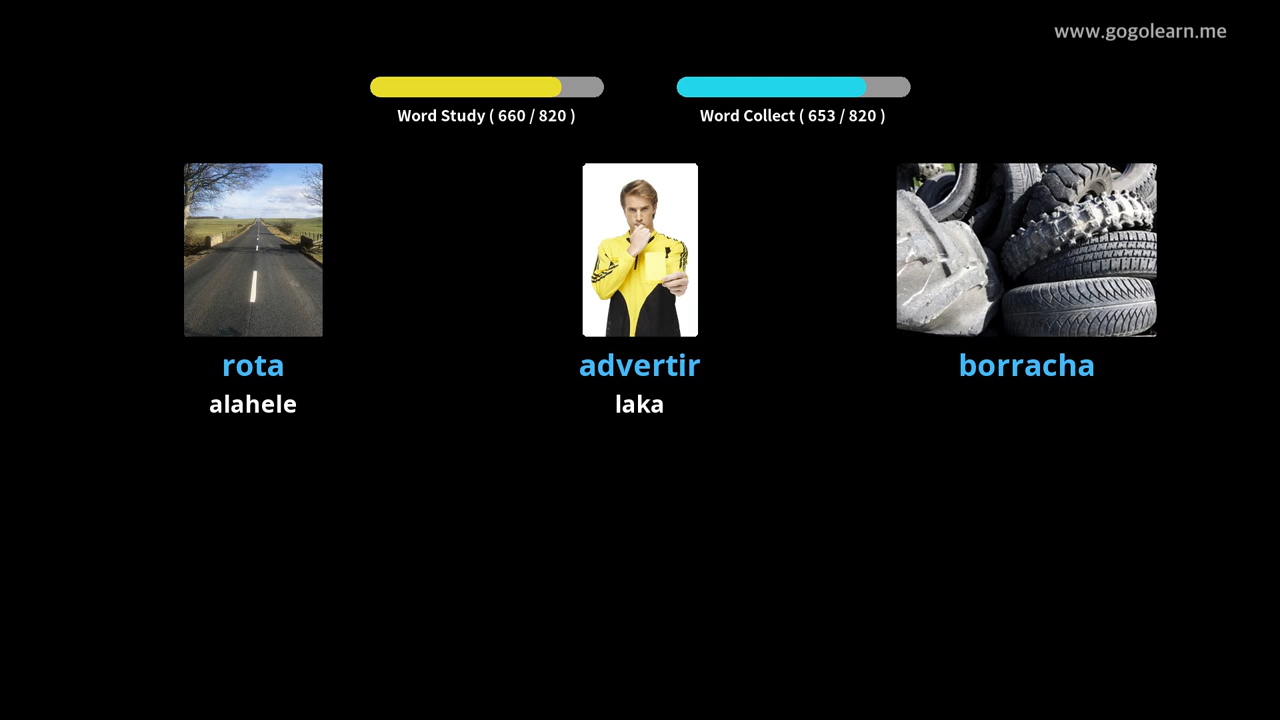 www.gogolearn.me
Word Study ( 660 / 820 )
Word Collect ( 653 / 820 )
rota
advertir
borracha
alahele
laka